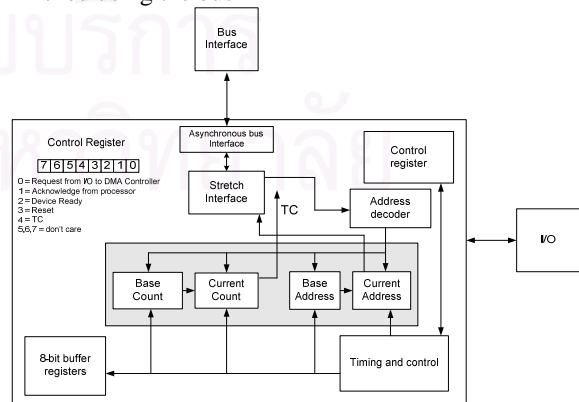 Bus
Interface
Asynchronous bus
Interface
Control Register
7 6 5 4 3 2 1 0
0 = Request from I/O to DMA Controller
1 = Acknowledge from processor
2 = Device Ready
3 = Reset
4 = TC
5,6,7 = don't care
Stretch
Interface
TC
Control
register
Address
decoder
I/O
Base
Count
Current
Count
Base
Address
Current
Address
8-bit buffer
registers
Timing and control